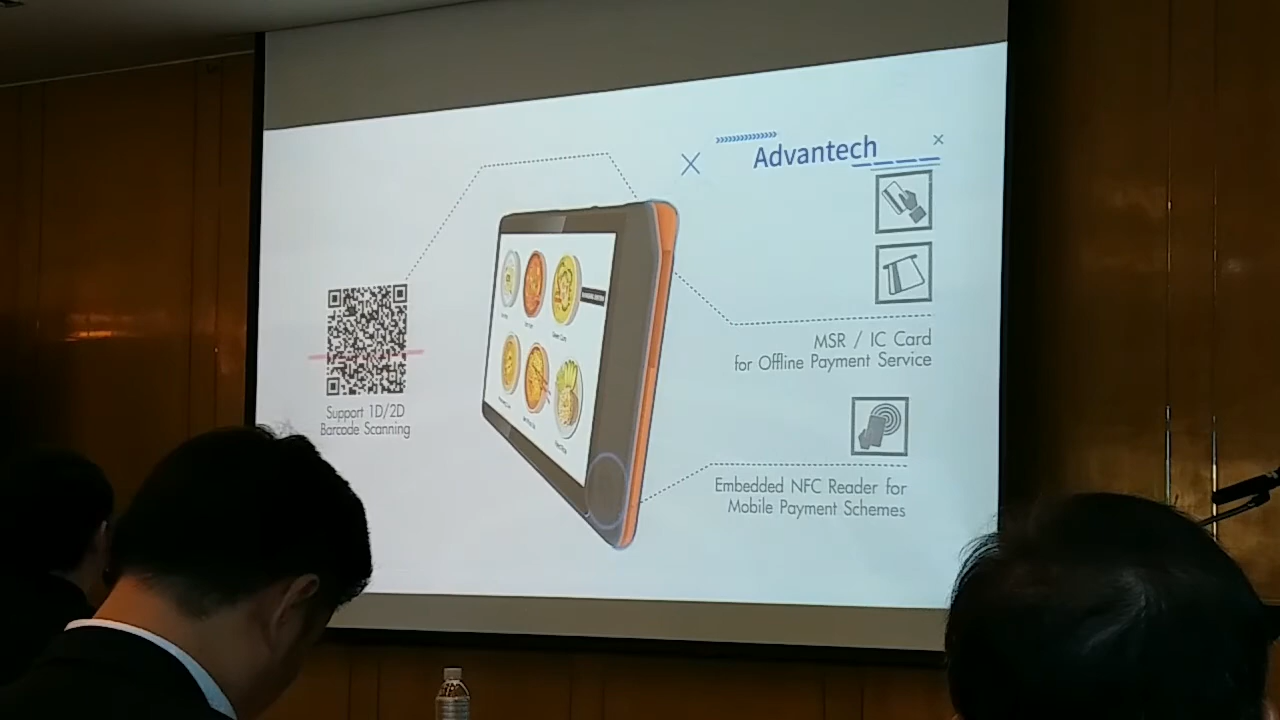 Advantech
Support 1D/2D
Barcode Scanning
MSR / IC Card
for Offline Payment Service
Embedded NFC Reader for
Mobile Payment Schemes